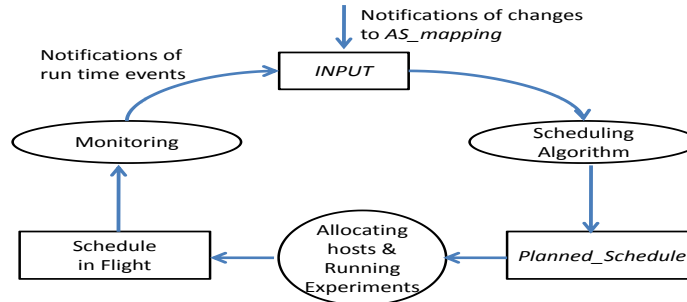 Notifications of changes
to AS_mapping
Notifications of
run time events
INPUT
Monitoring
Scheduling
Algorithm
Schedule
in Flight
Allocating
hosts &
Running
Experiments
Planned_Schedule